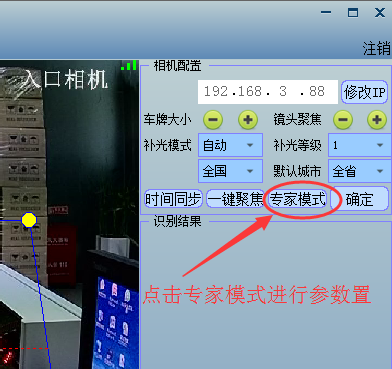 注销
入口相机
相机配置
192.168. 3 .88 修改IP
车牌大小 镜头聚焦
补光模式 自动 补光等级 1
全国 默认城市 全省
时间同步 一键聚焦 专家模式 确定
识别结果
点击专家模式进行参数置